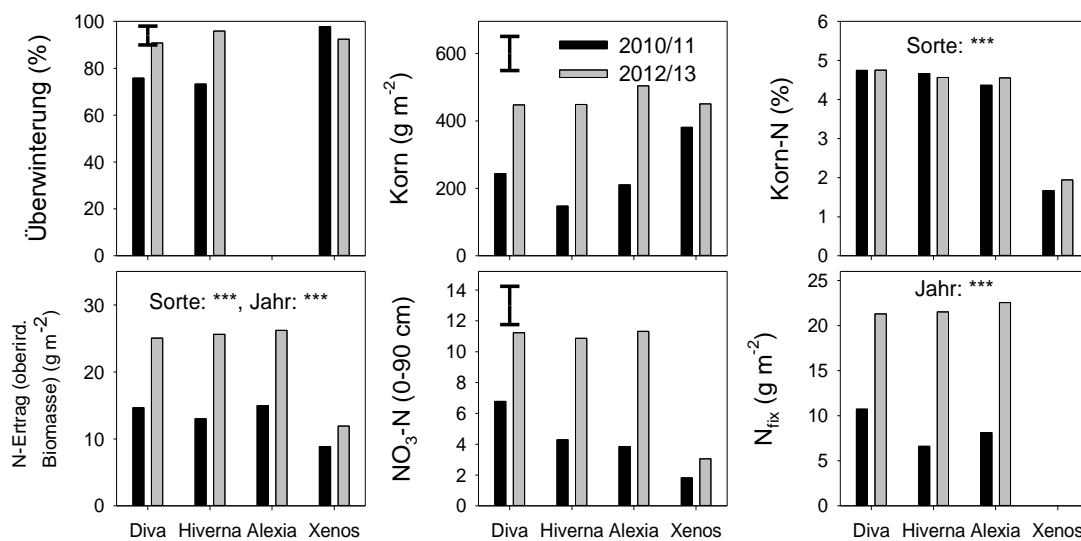 Überwinterung (%)
100
80
60
40
20
0
Korn (g m⁻²)
600
400
200
0
2010/11
2012/13
Korn-N (%)
6
5
4
3
2
1
0
Sorte: ***
N-Ertrag (oberird.
Biomasse) (g m⁻²)
30
20
10
0
Sorte: ***, Jahr: ***
Diva Hiverna Alexia Xenos
NO₃-N (0-90 cm)
14
12
10
8
6
4
2
0
Diva Hiverna Alexia Xenos
N_fix (g m⁻²)
25
20
15
10
5
0
Jahr: ***
Diva Hiverna Alexia Xenos